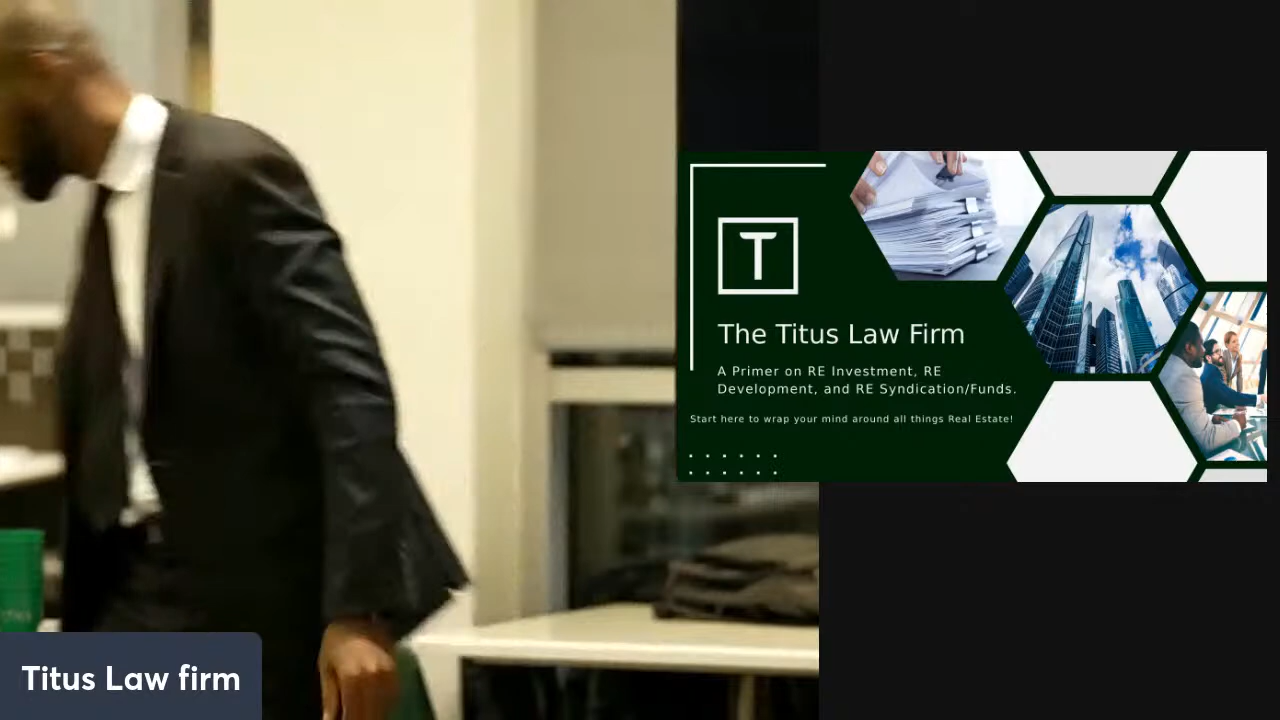 T
The Titus Law Firm
A Primer on RE Investment, RE
Development, and RE Syndication/Funds.
Start here to wrap your mind around all things Real Estate!
Titus Law firm